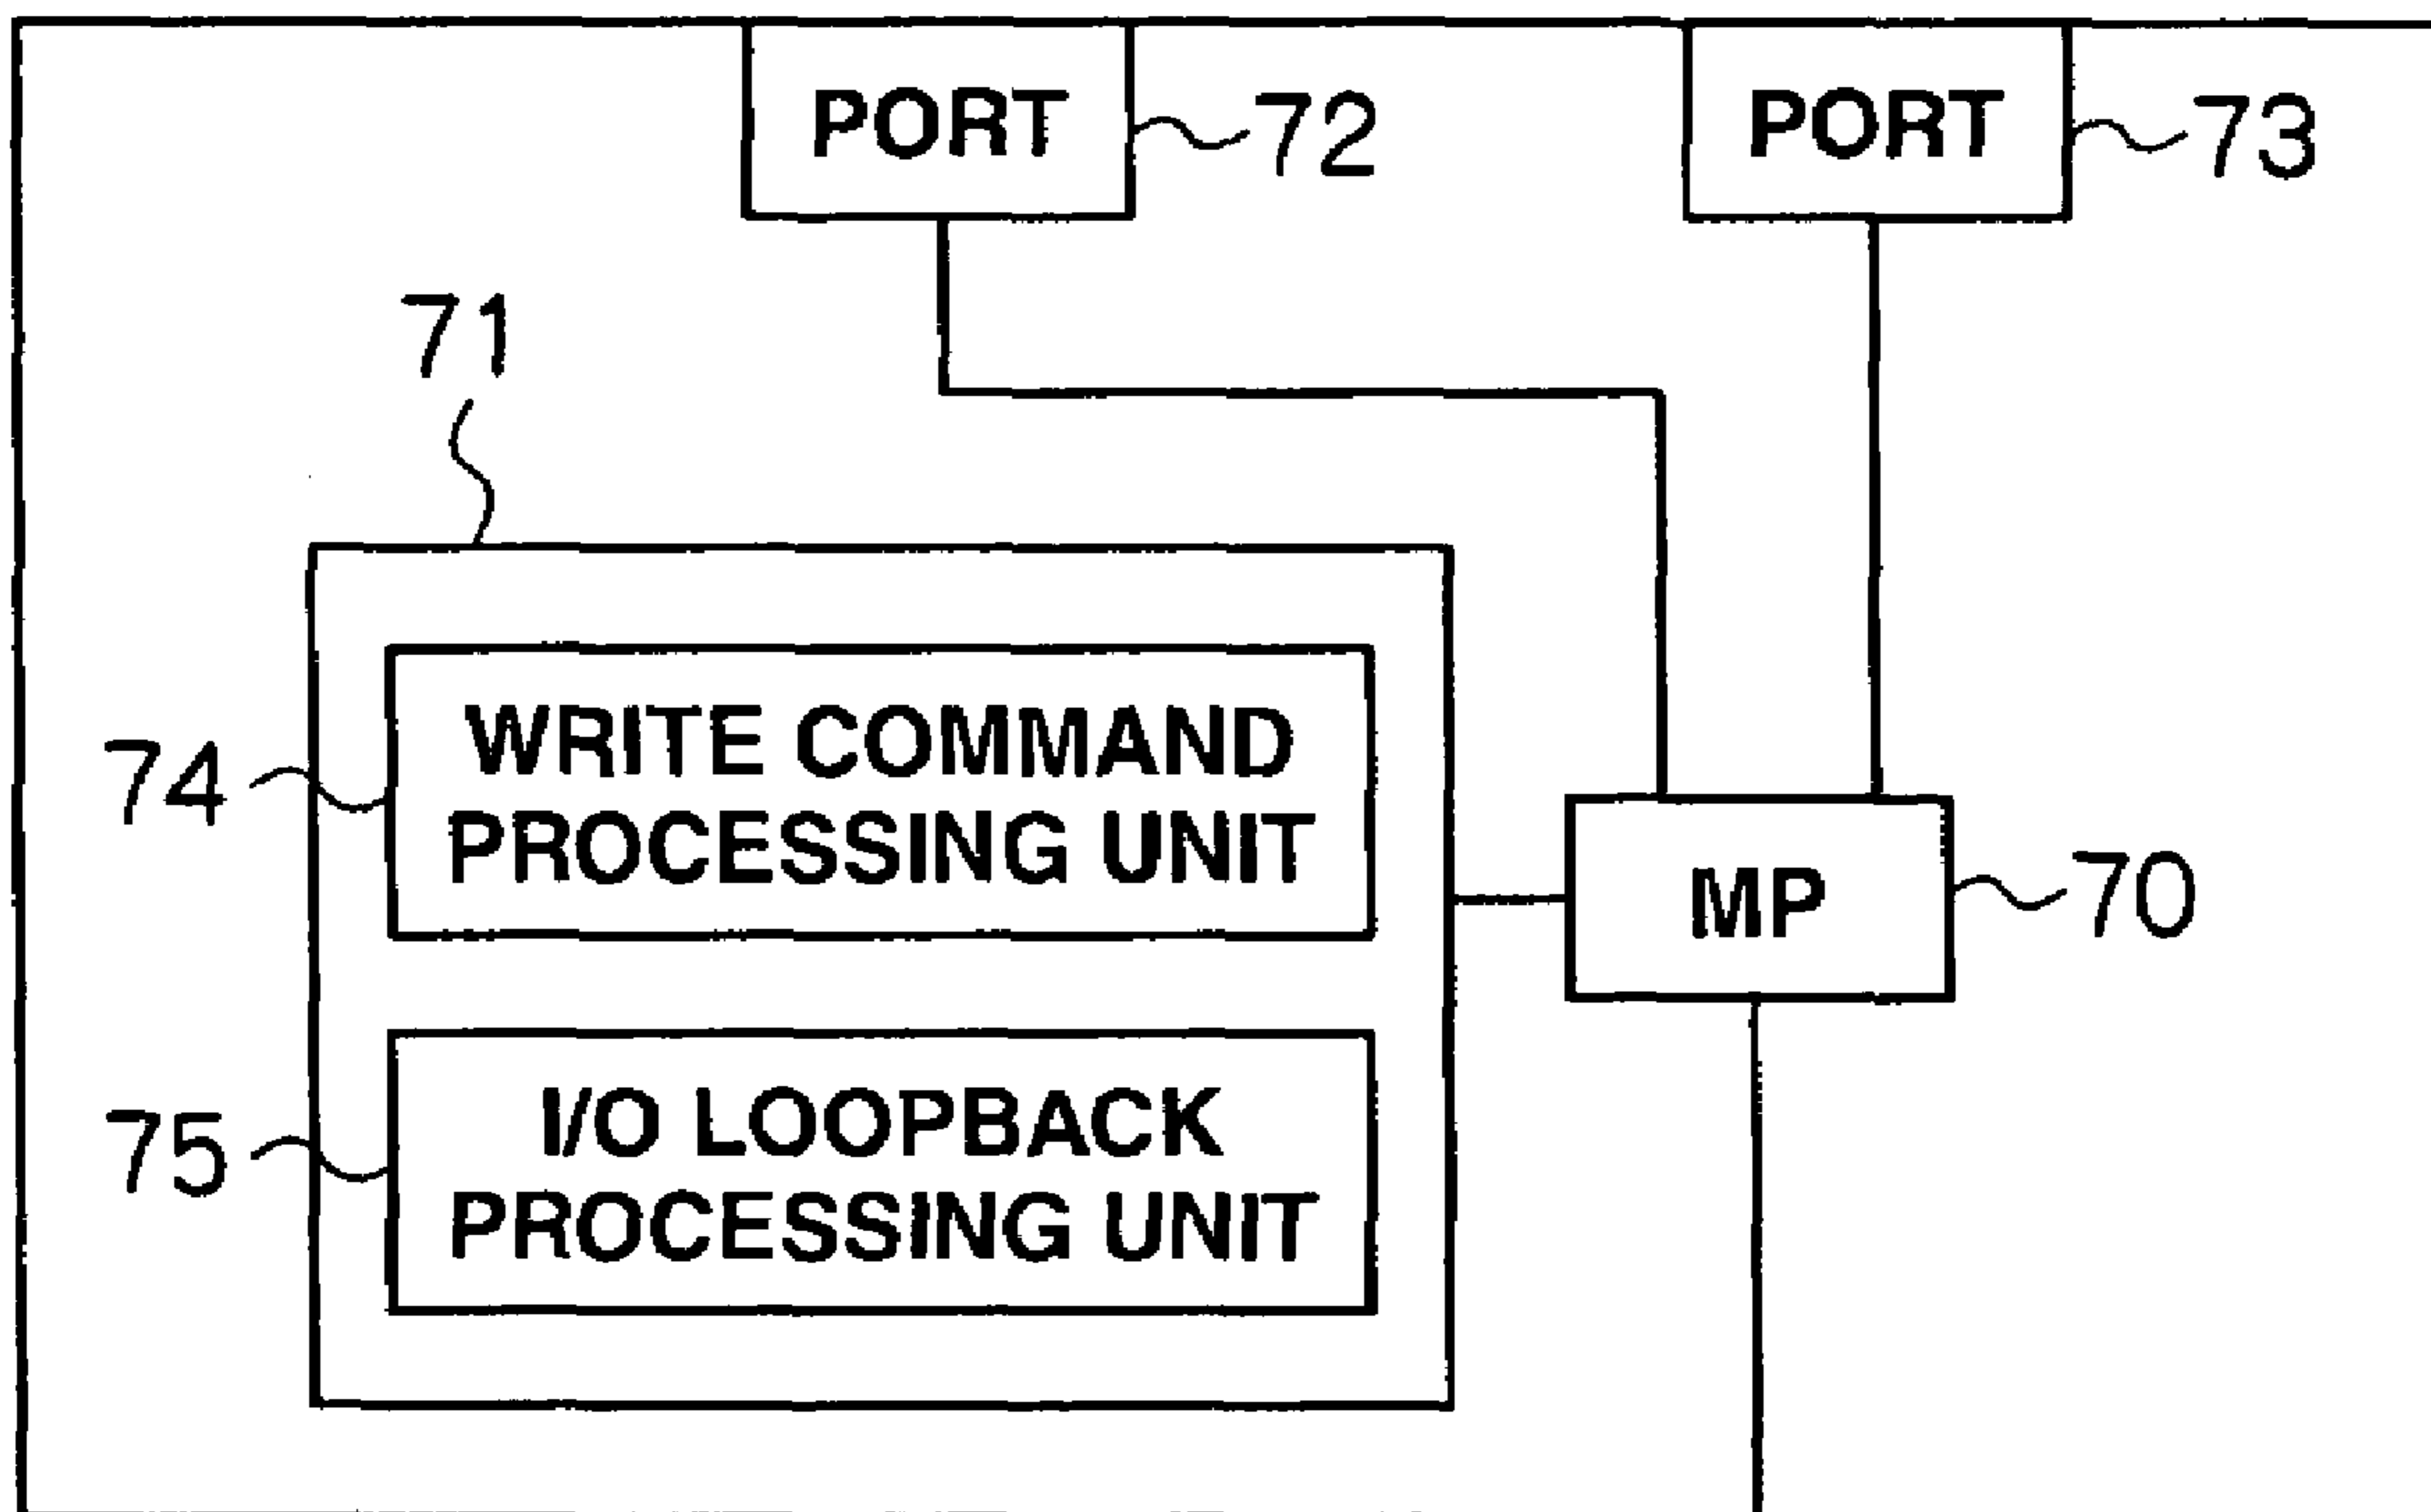 PORT 72 PORT 73
71
74 WRITE COMMAND
PROCESSING UNIT
MP 70
75 I/O LOOPBACK
PROCESSING UNIT